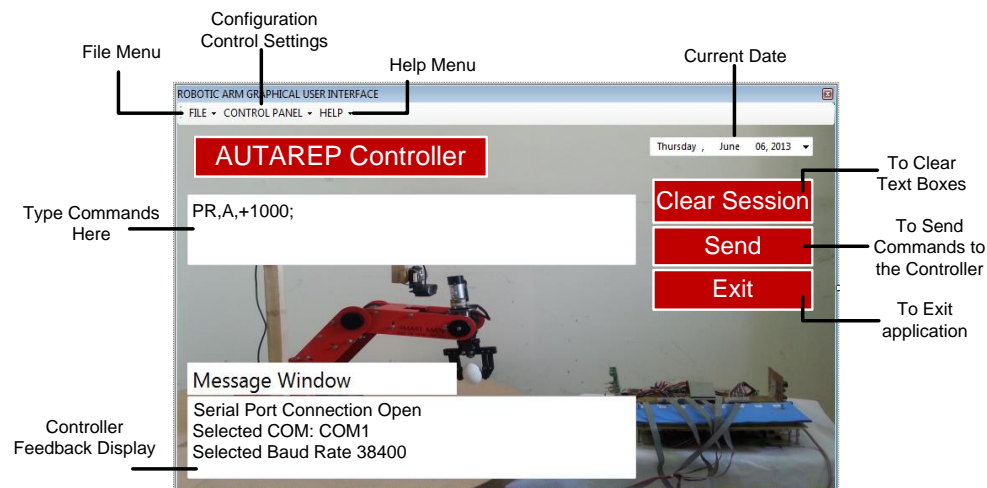 Configuration
Control Settings
File Menu
Help Menu
Current Date
ROBOTIC ARM GRAPHICAL USER INTERFACE
FILE CONTROL PANEL HELP
AUTAREP Controller
Thursday , June 06, 2013
To Clear
Text Boxes
Clear Session
Type Commands
Here
PR,A,+1000;
To Send
Commands to
the Controller
Send
Exit
To Exit
application
Message Window
Serial Port Connection Open
Selected COM: COM1
Selected Baud Rate 38400
Controller
Feedback Display